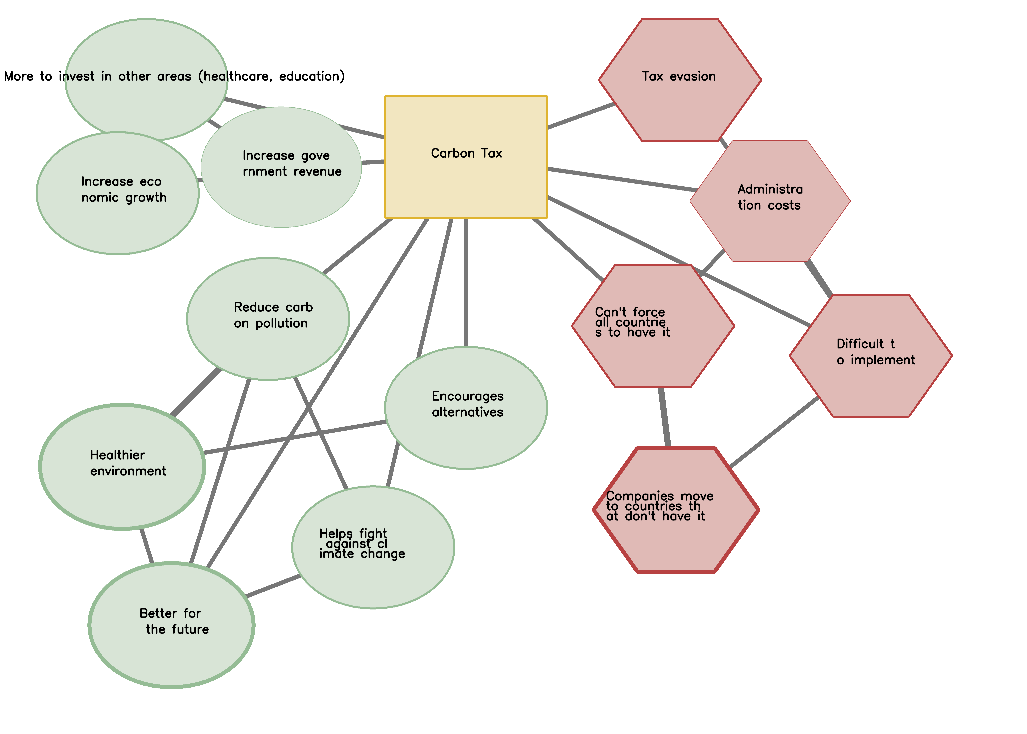 More to invest in other areas (healthcare, education)
Tax evasion
Carbon Tax
Increase gove
rnment revenue
Increase eco
nomic growth
Administra
tion costs
Reduce carb
on pollution
Can't force
all countrie
s to have it
Difficult t
o implement
Encourages
alternatives
Healthier
environment
Companies move
to countries th
at don't have it
Helps fight
against cl
imate change
Better for
the future